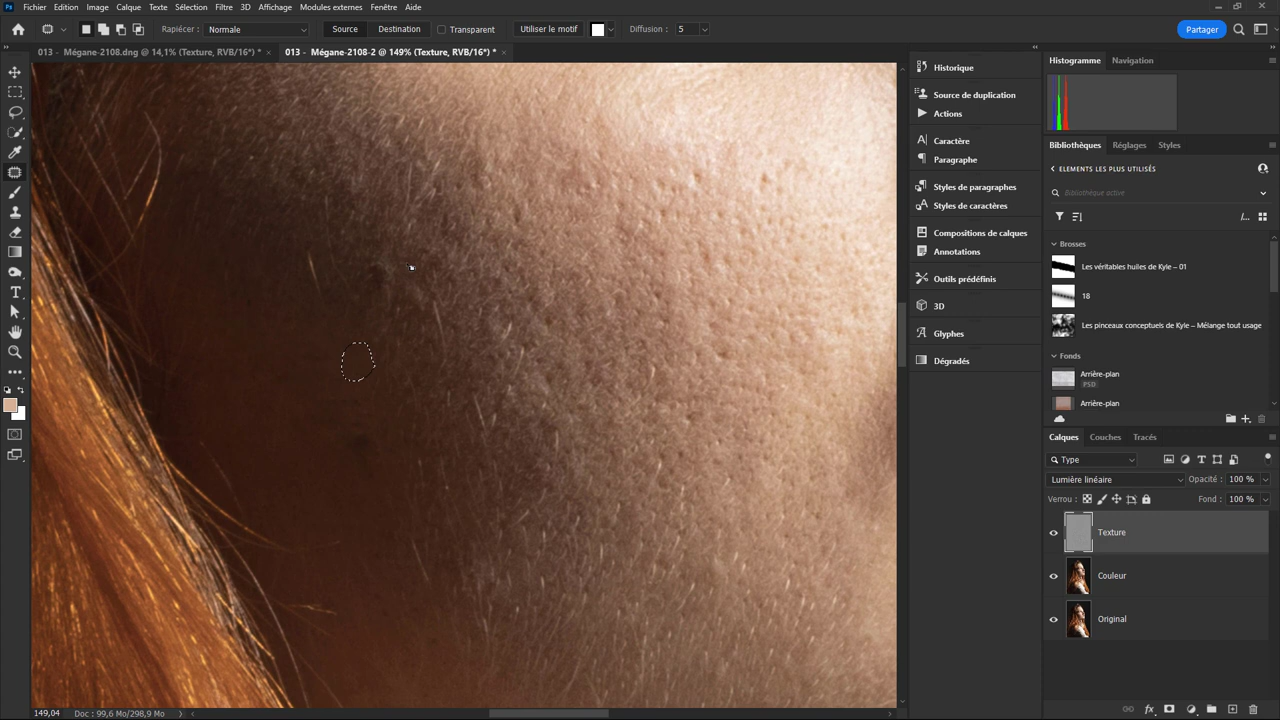 Ps Fichier Edition Image Calque Texte Sélection Filtre 3D Affichage Modules externes Fenêtre Aide
Rapiécer : Normale Source Destination Transparent Utiliser le motif Diffusion : 5 Partager
013 - Mégane-2108.dng @ 14,1% (Texture, RVB/16*) * × 013 - Mégane-2108-2 @ 149% (Texture, RVB/16*) * ×
Historique
Source de duplication
Actions
Caractère
Paragraphe
Styles de paragraphes
Styles de caractères
Compositions de calques
Annotations
Outils prédéfinis
3D
Glyphes
Dégradés
Histogramme Navigation
Bibliothèques Réglages Styles
ELEMENTS LES PLUS UTILISÉS
Bibliothèque active
Brosses
Les véritables huiles de Kyle – 01
18
Les pinceaux conceptuels de Kyle – Mélange tout usage
Fonds
Arrière-plan
PSD
Arrière-plan
Calques Couches Tracés
Type
Lumière linéaire Opacité : 100 %
Verrou : Fond : 100 %
Texture
Couleur
Original
149,04 Doc : 99,6 Mo/298,9 Mo